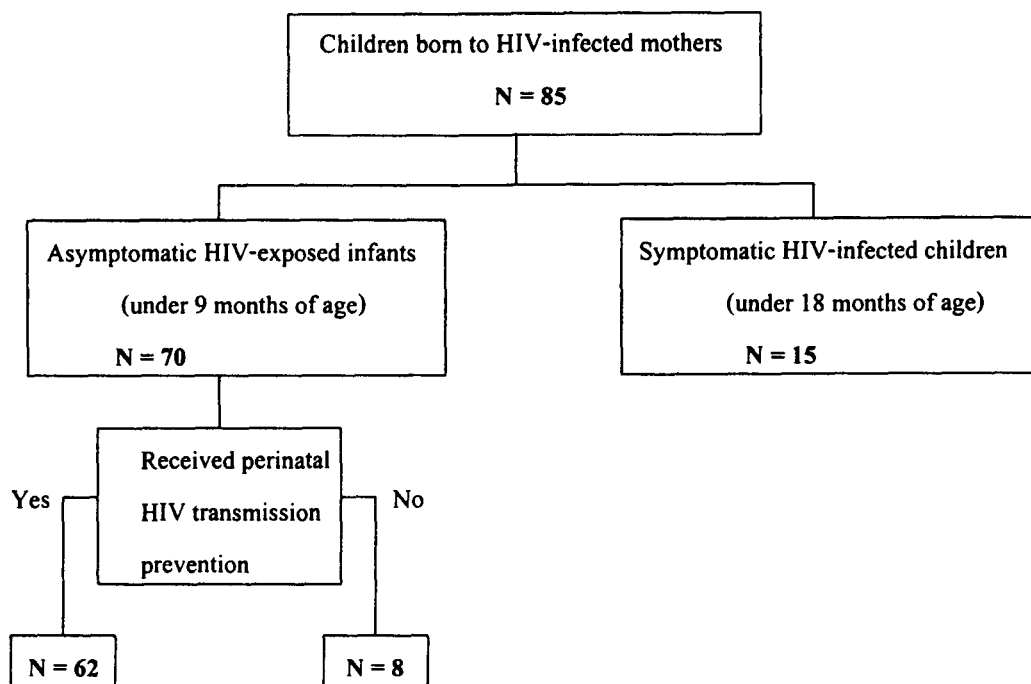 Children born to HIV-infected mothers
N = 85
Asymptomatic HIV-exposed infants
(under 9 months of age)
N = 70
Symptomatic HIV-infected children
(under 18 months of age)
N = 15
Received perinatal
HIV transmission
prevention
Yes
No
N = 62
N = 8